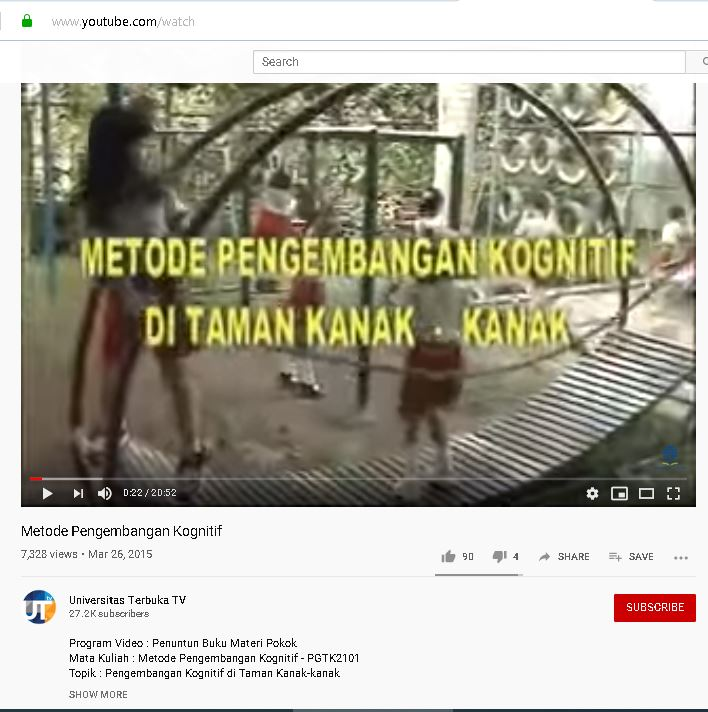 www.youtube.com/watch
Search
METODE PENGEMBANGAN KOGNITIF
DI TAMAN KANAK - KANAK
0:22 / 20:52
Metode Pengembangan Kognitif
7,328 views • Mar 26, 2015
90 4 SHARE SAVE
UT tv
Universitas Terbuka TV
27.2K subscribers
SUBSCRIBE
Program Video : Penuntun Buku Materi Pokok
Mata Kuliah : Metode Pengembangan Kognitif - PGTK2101
Topik : Pengembangan Kognitif di Taman Kanak-kanak
SHOW MORE